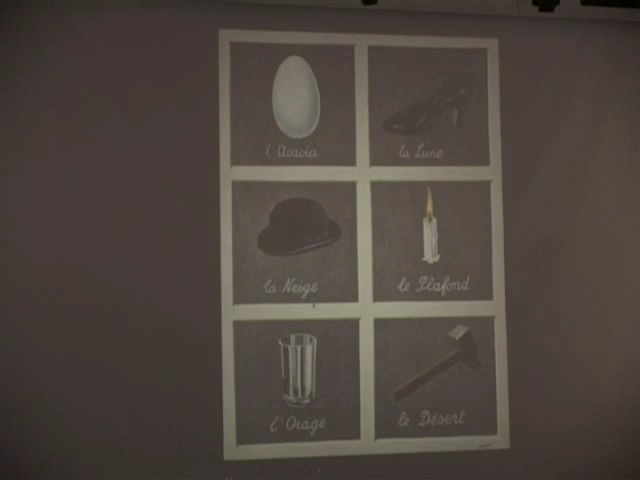 l'Acacia
la Lune
la Neige
le Plafond
l'Orage
le Désert